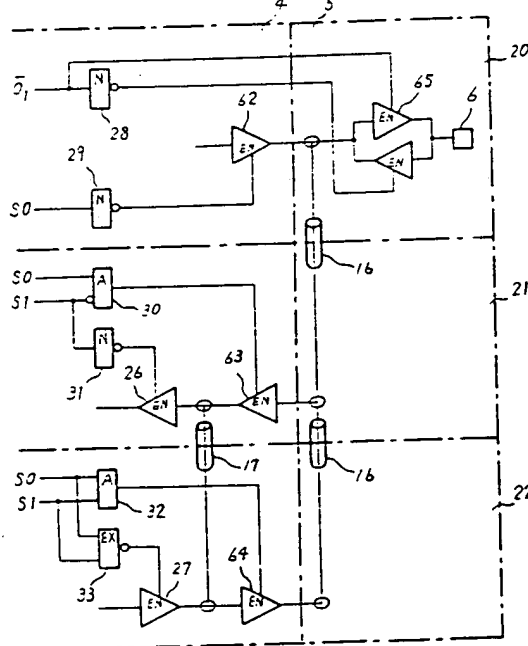 4 5
20
O̅₁ N 65
28 62 EN 6
29 EN EN
S0 N
16
S0 A 21
S1 30
N 26 63
31 EN EN
17 16
S0 A 22
S1 32
EX 27 64
33 EN EN